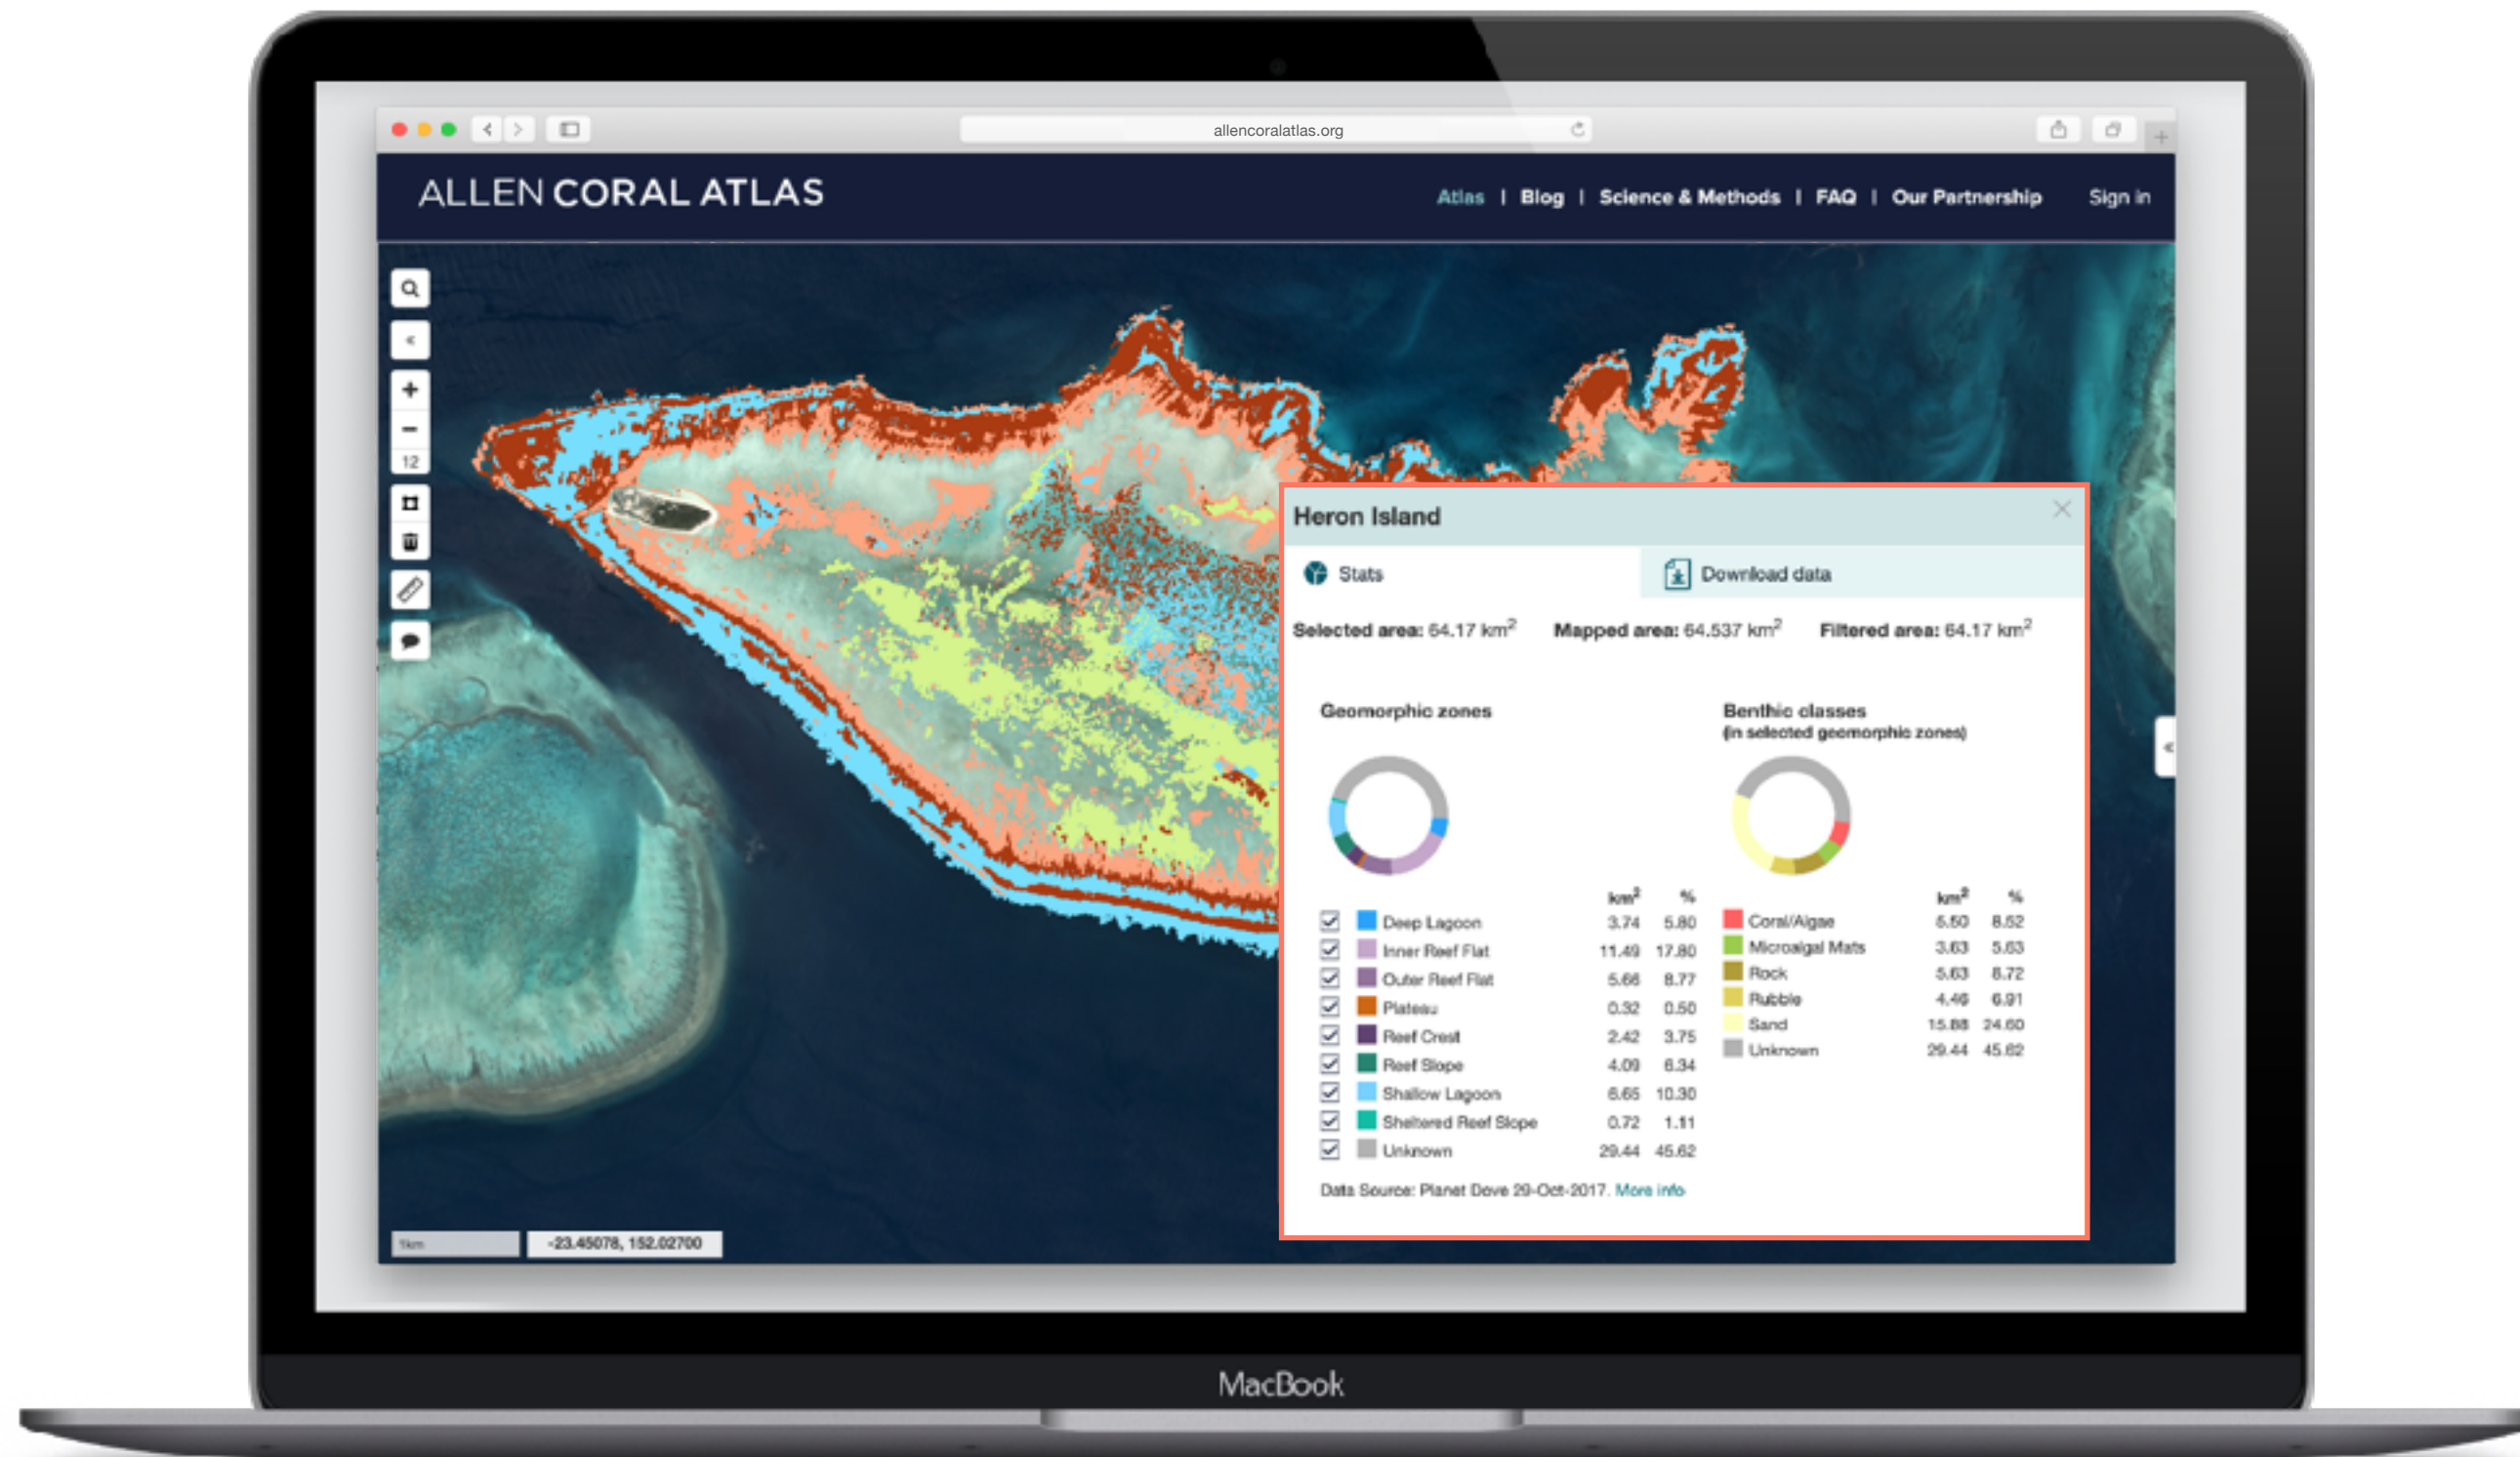 allencoralatlas.org
ALLEN CORAL ATLAS
Atlas | Blog | Science & Methods | FAQ | Our Partnership Sign in
12
Heron Island
Stats Download data
Selected area: 64.17 km² Mapped area: 64.537 km² Filtered area: 64.17 km²
Geomorphic zones
km² %
Deep Lagoon 3.74 5.80
Inner Reef Flat 11.49 17.80
Outer Reef Flat 5.66 8.77
Plateau 0.32 0.50
Reef Crest 2.42 3.75
Reef Slope 4.09 6.34
Shallow Lagoon 6.65 10.30
Sheltered Reef Slope 0.72 1.11
Unknown 29.44 45.62
Benthic classes
(in selected geomorphic zones)
km² %
Coral/Algae 5.50 8.52
Microalgal Mats 3.63 5.63
Rock 5.63 8.72
Rubble 4.46 6.91
Sand 15.88 24.60
Unknown 29.44 45.62
Data Source: Planet Dove 29-Oct-2017. More info
1km
-23.45078, 152.02700
MacBook